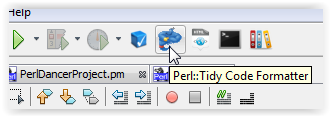 Help
PerlDancerProject.pm
Perl::Tidy Code Formatter